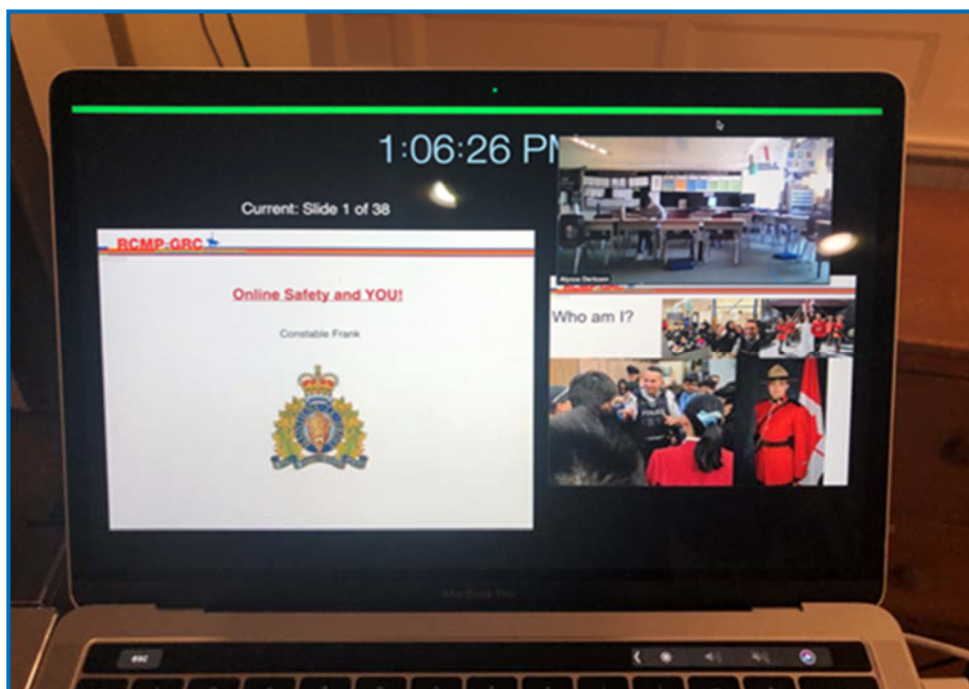 1:06:26 PM
Current: Slide 1 of 38
RCMP-GRC
Online Safety and YOU!
Constable Frank
Who am I?
POLICE
MacBook Pro
esc